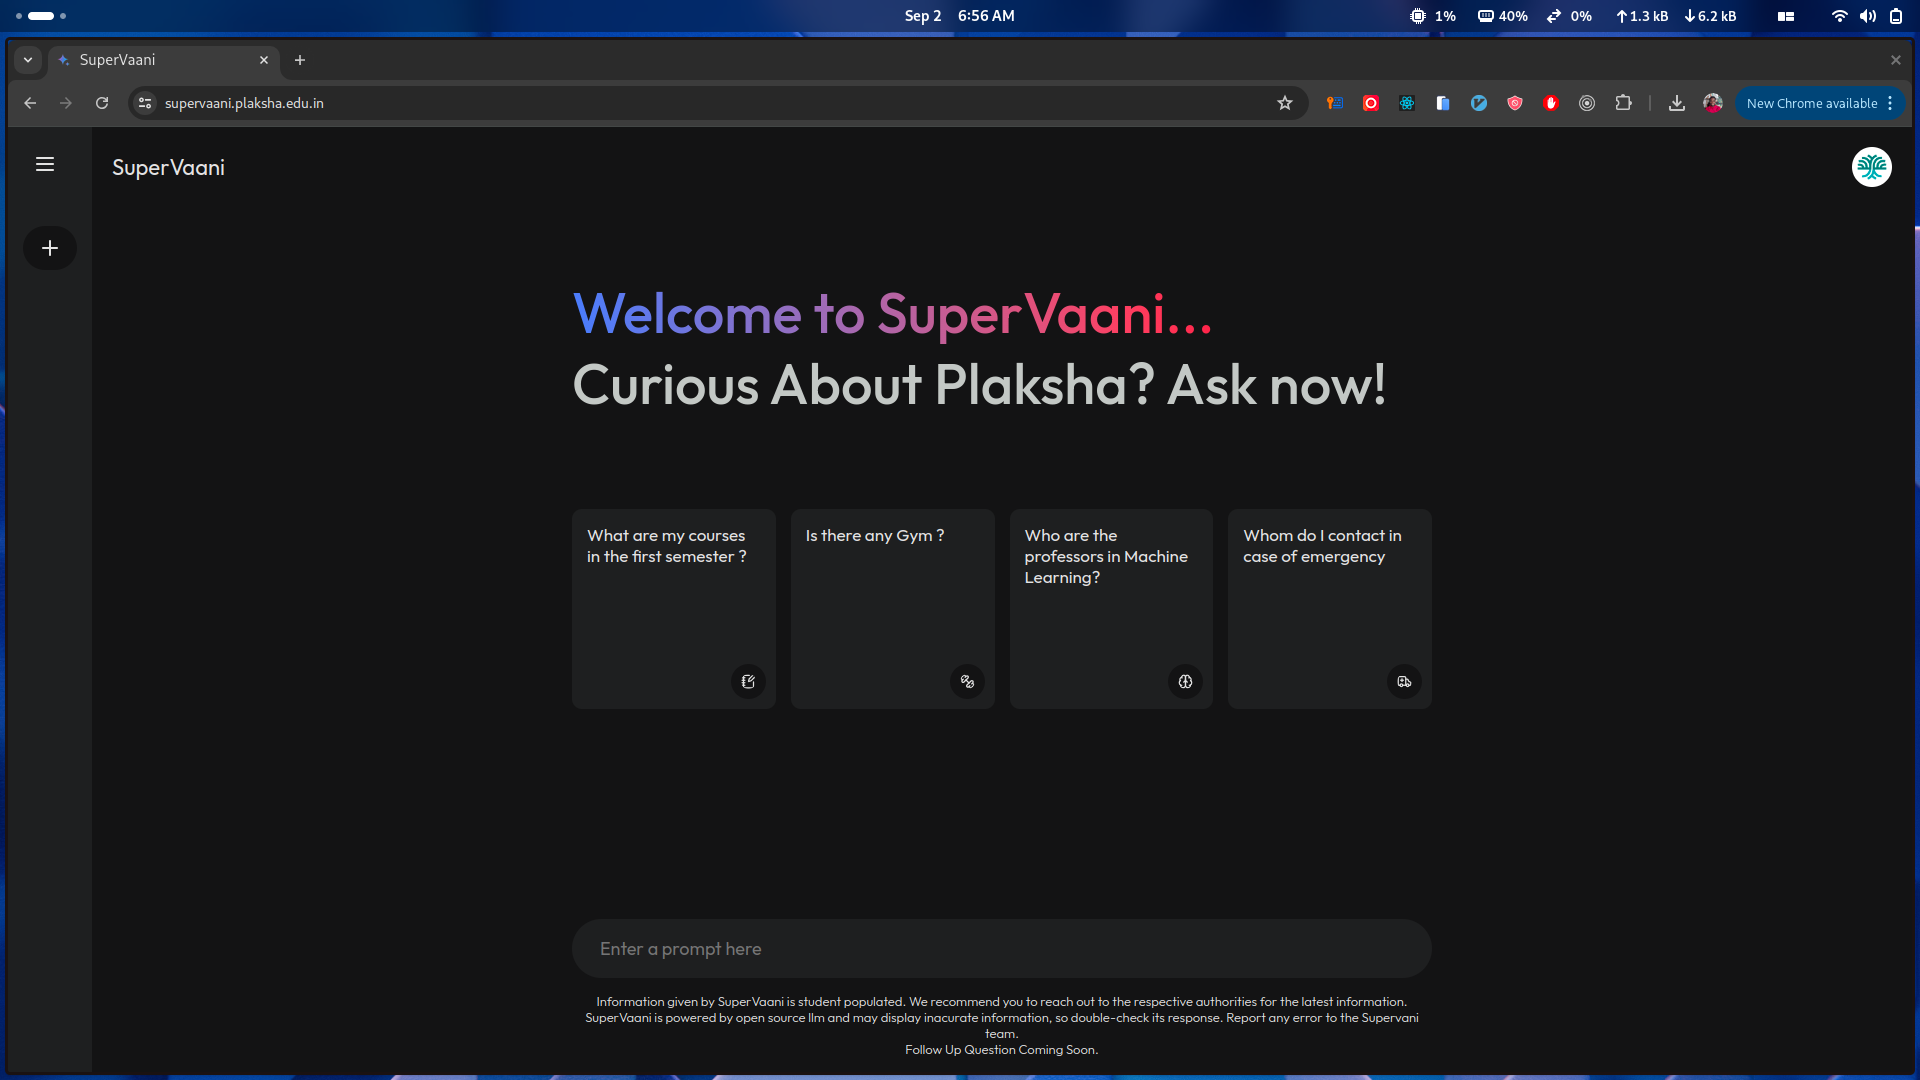 Sep 2 6:56 AM
1% 40% 0% 1.3 kB 6.2 kB
SuperVaani
supervaani.plaksha.edu.in
New Chrome available
SuperVaani
Welcome to SuperVaani...
Curious About Plaksha? Ask now!
What are my courses
in the first semester ?
Is there any Gym ?
Who are the
professors in Machine
Learning?
Whom do I contact in
case of emergency
Enter a prompt here
Information given by SuperVaani is student populated. We recommend you to reach out to the respective authorities for the latest information.
SuperVaani is powered by open source llm and may display inacurate information, so double-check its response. Report any error to the Supervani
team.
Follow Up Question Coming Soon.